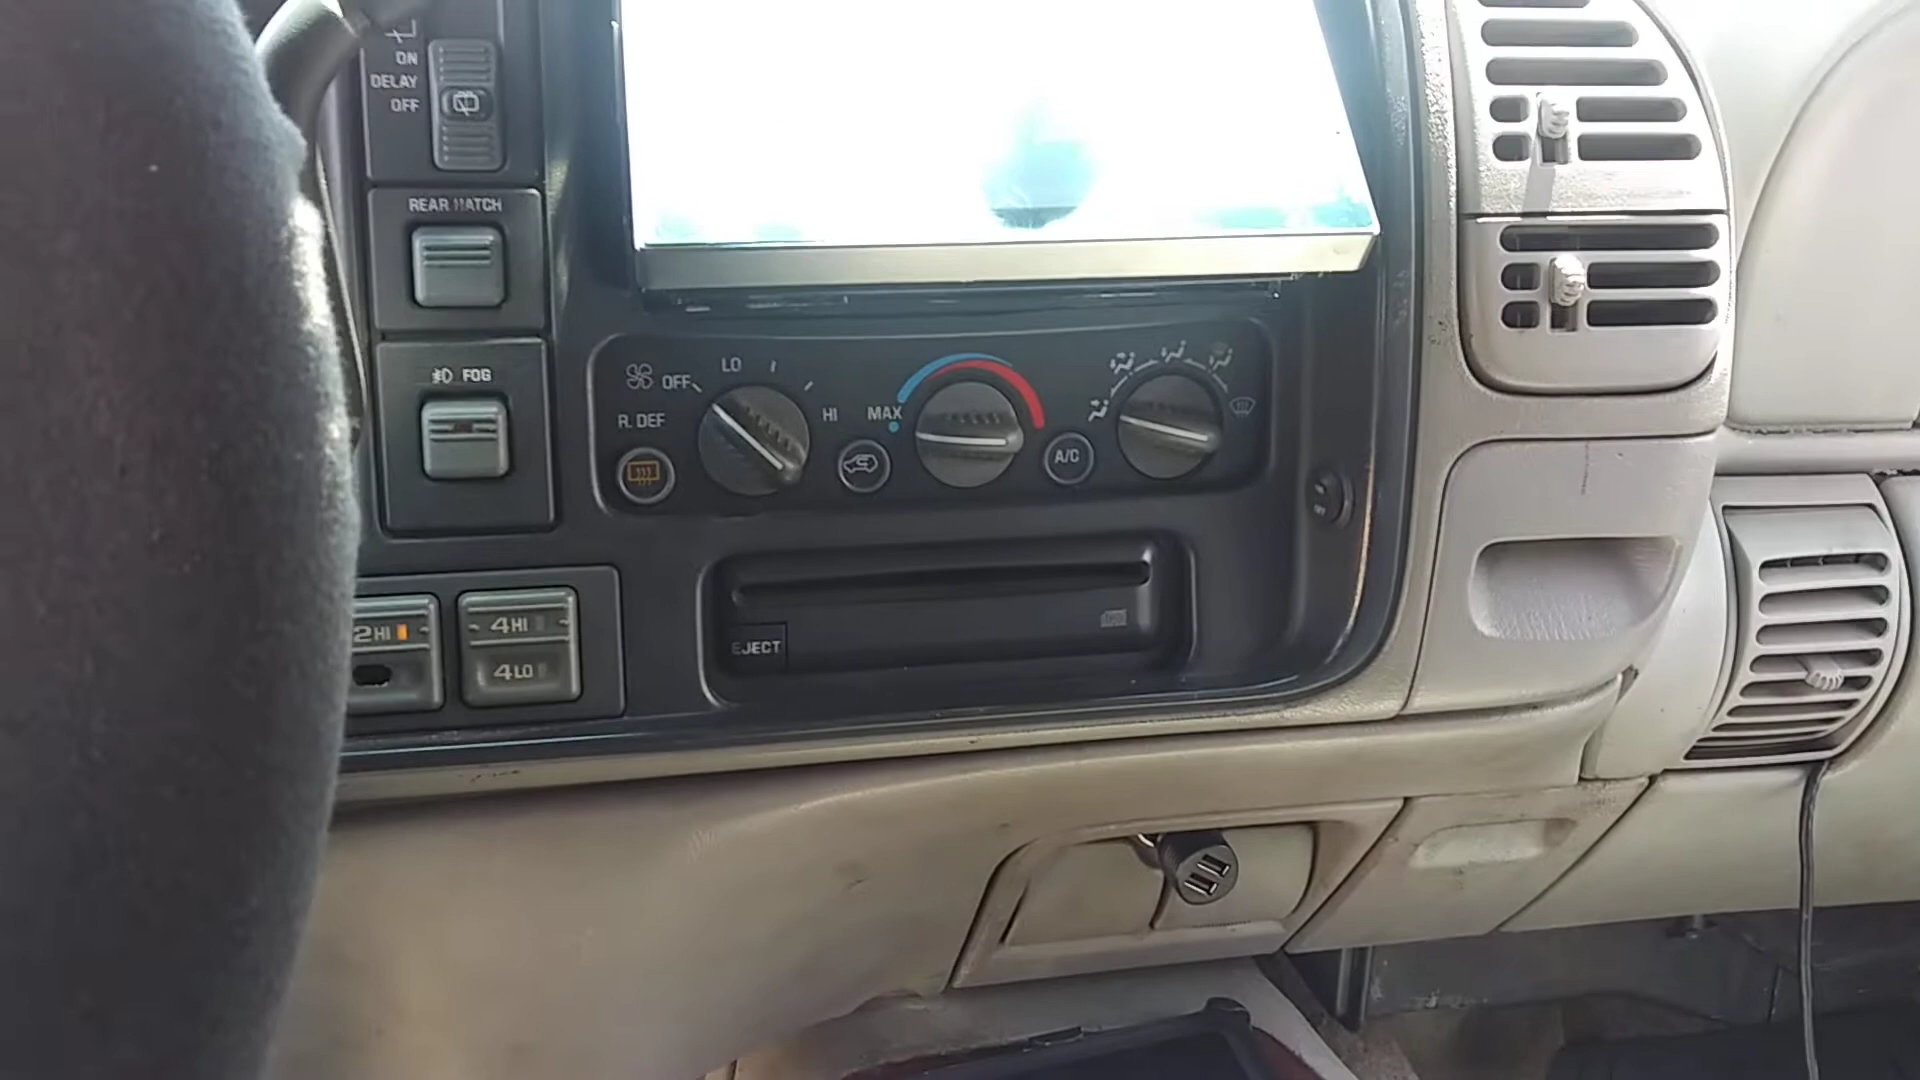 ON
DELAY
OFF
REAR HATCH
FOG
OFF
LO
HI
R. DEF
MAX
A/C
2HI
4HI
4LO
EJECT